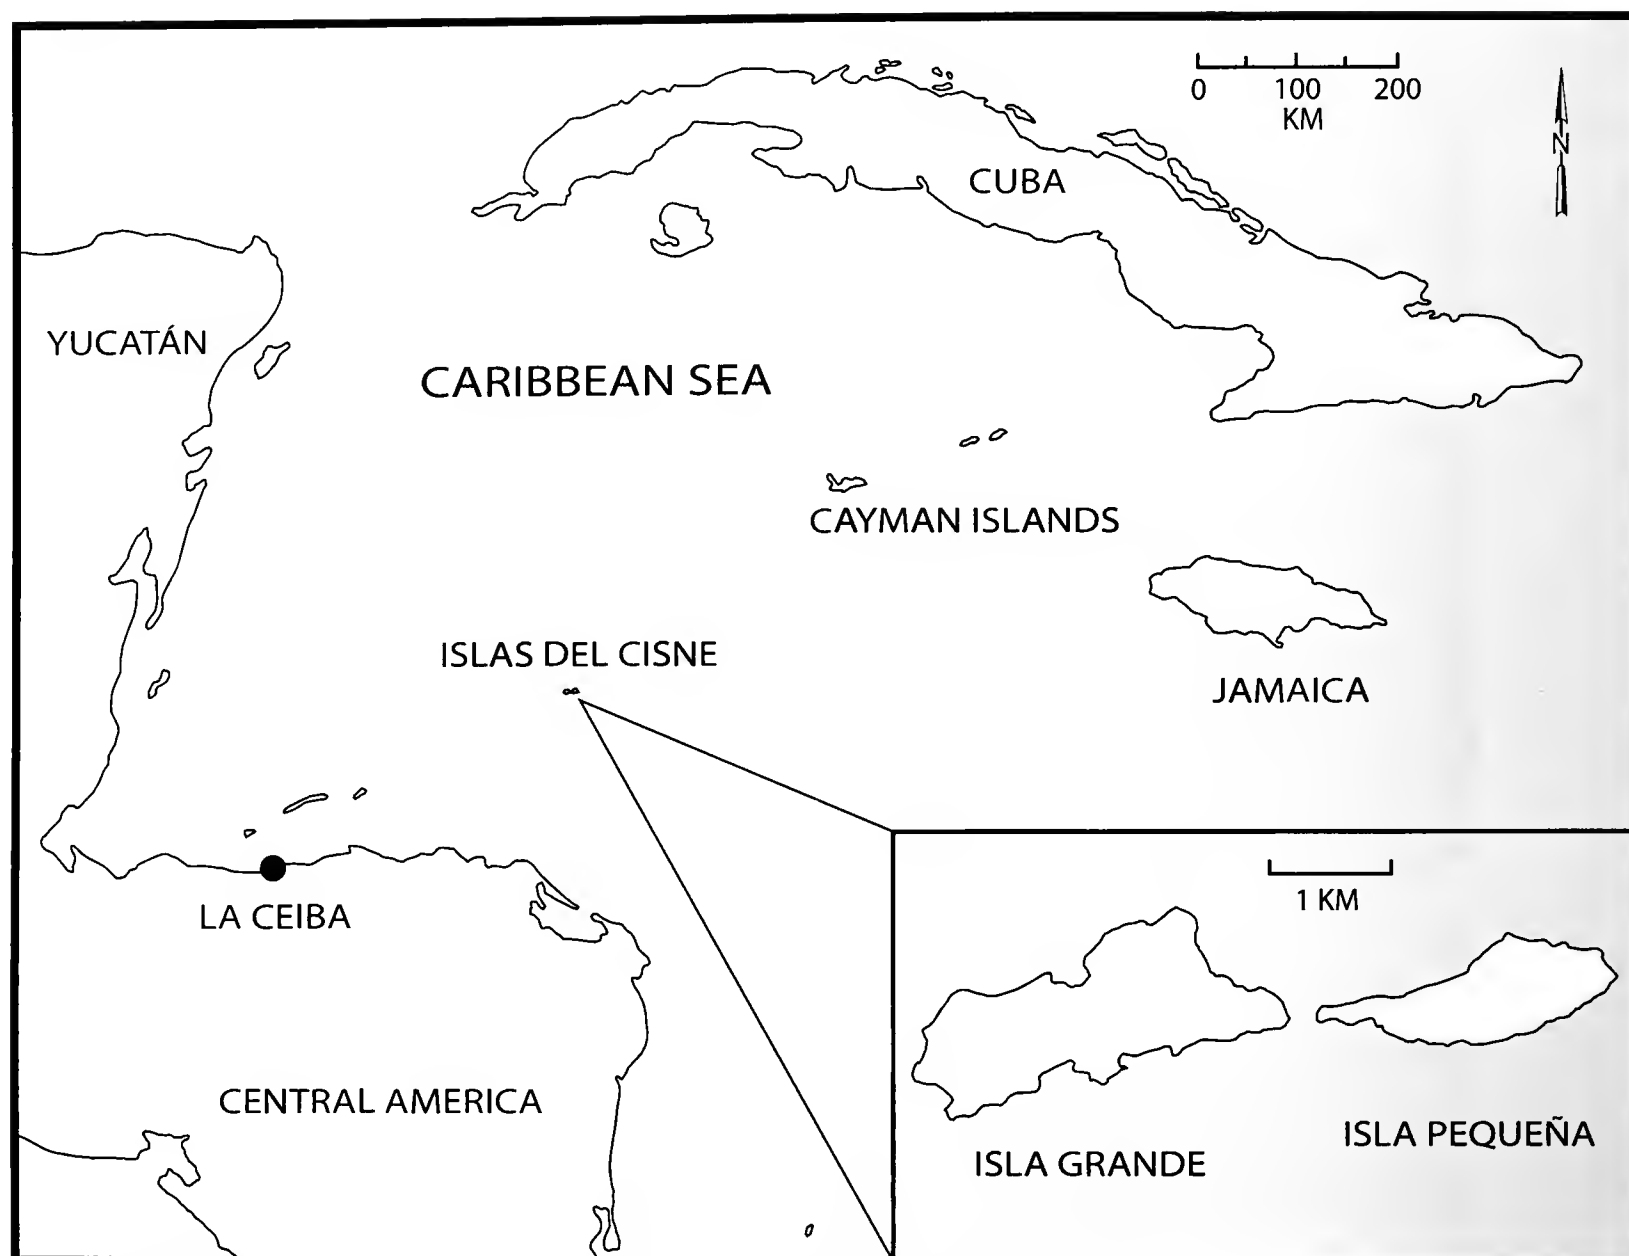 0 100 200
KM
N
CUBA
YUCATÁN
CARIBBEAN SEA
CAYMAN ISLANDS
ISLAS DEL CISNE
JAMAICA
1 KM
LA CEIBA
CENTRAL AMERICA
ISLA PEQUEÑA
ISLA GRANDE